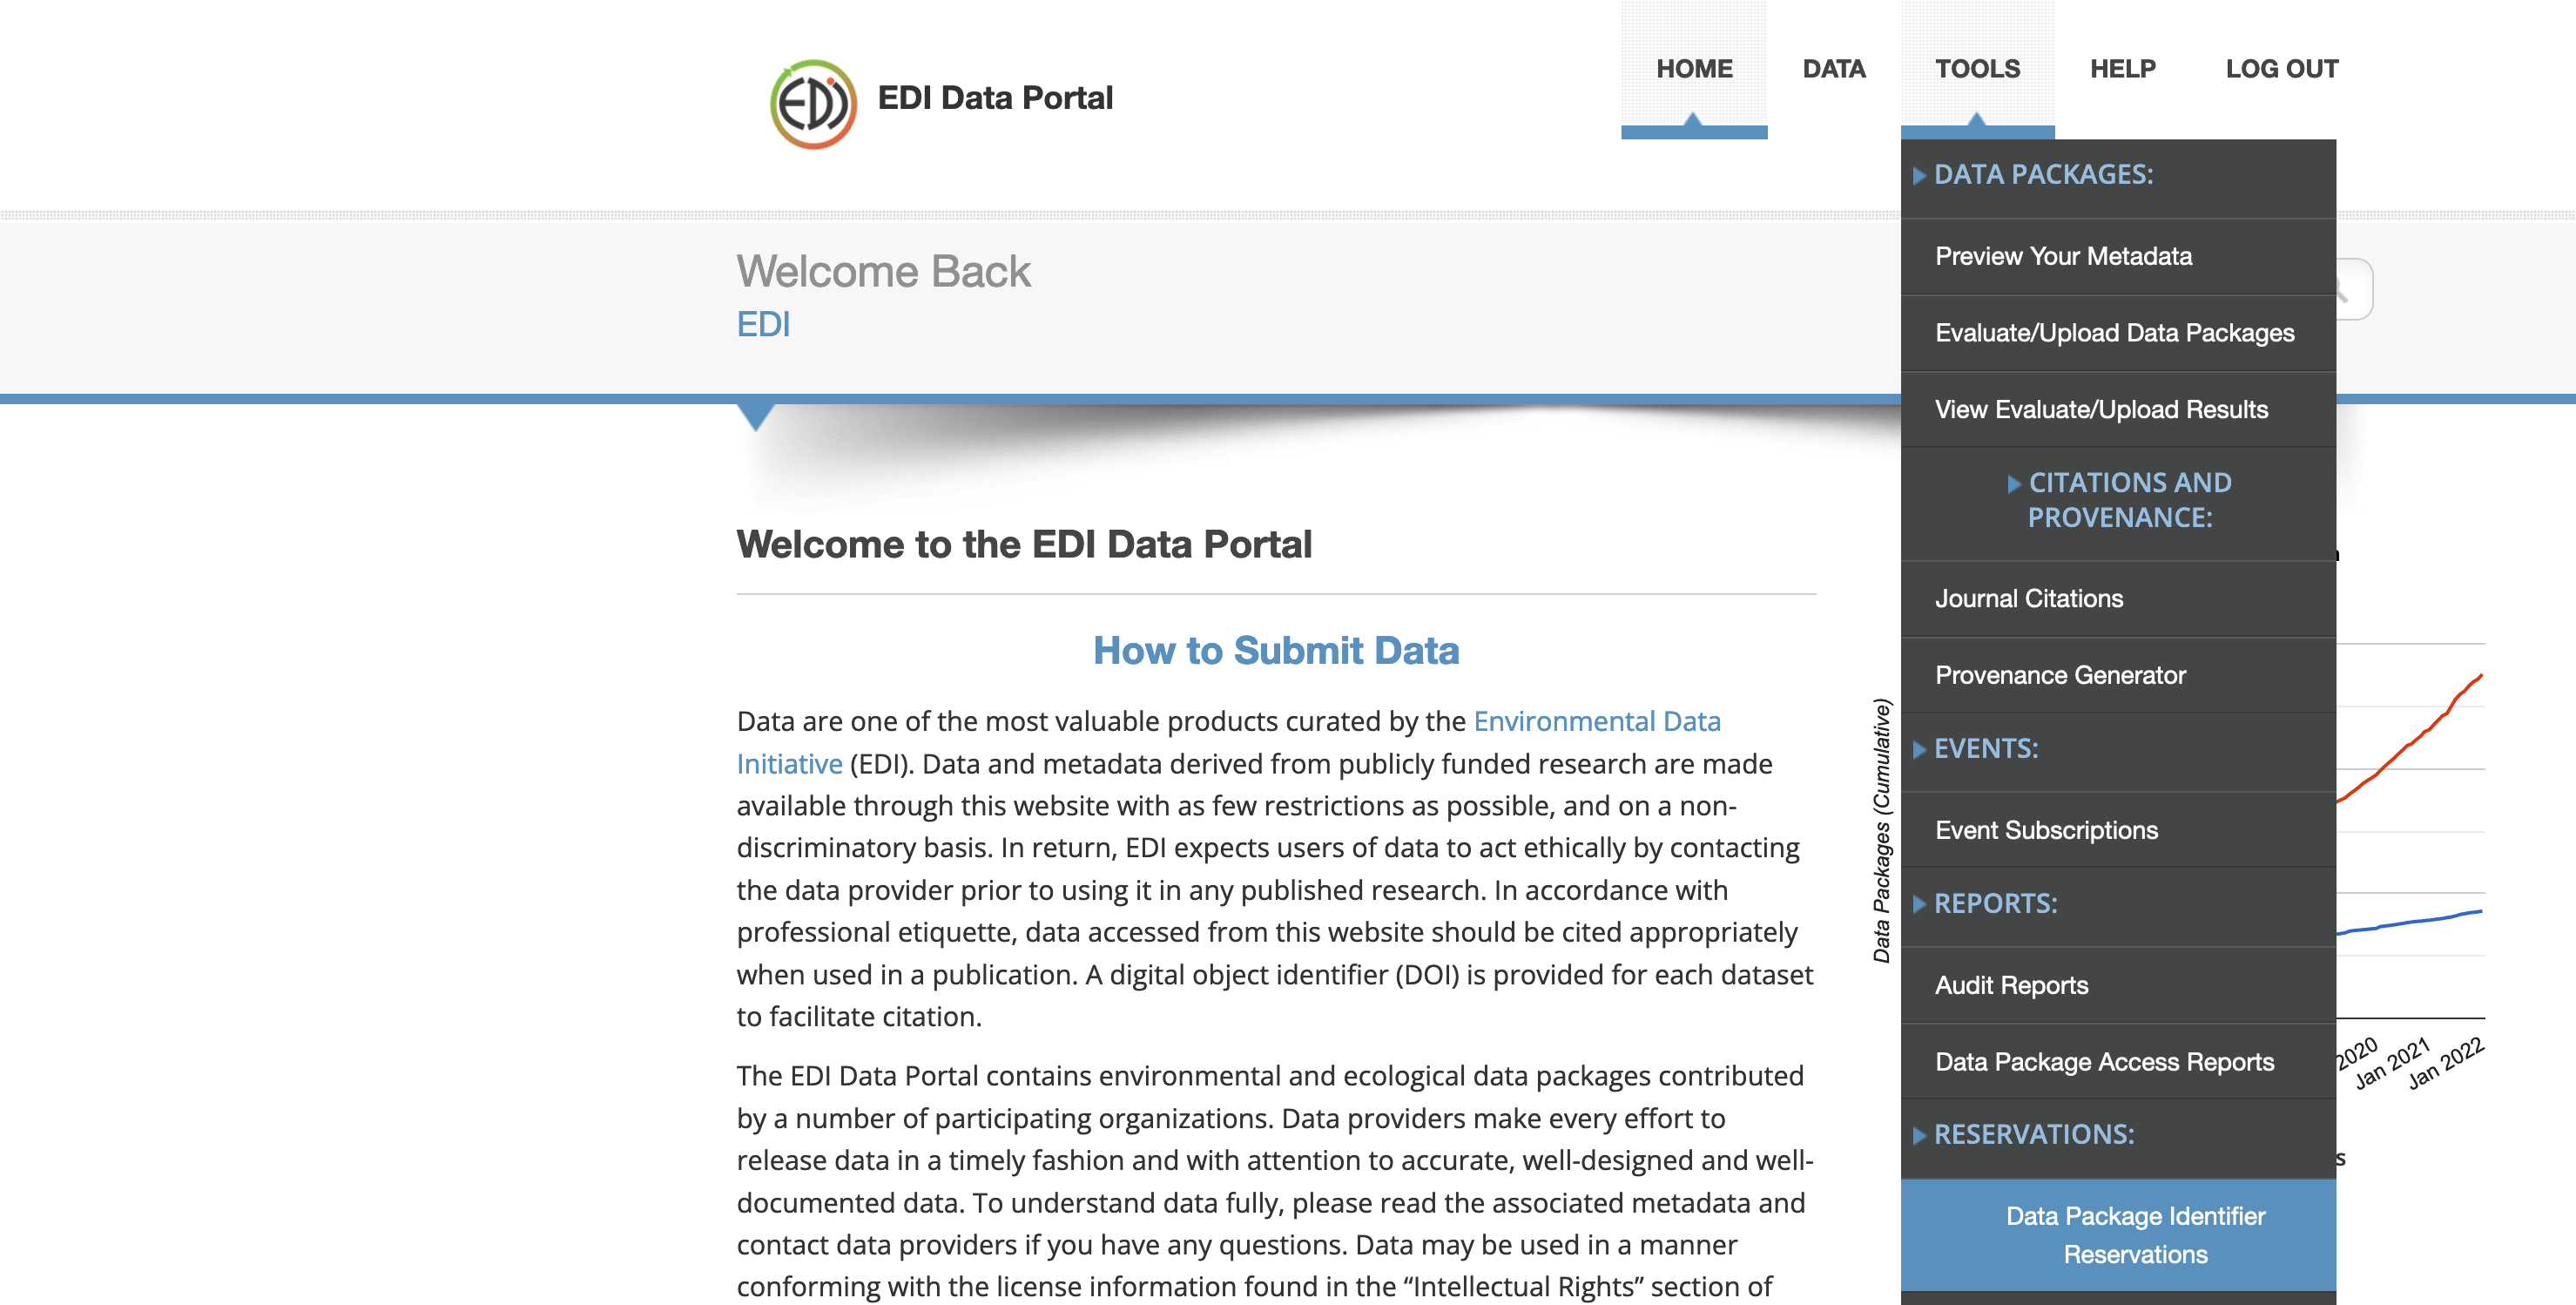 EDI
EDI Data Portal
HOME
DATA
TOOLS
HELP
LOG OUT
Welcome Back
EDI
Welcome to the EDI Data Portal
How to Submit Data
Data are one of the most valuable products curated by the Environmental Data
Initiative (EDI). Data and metadata derived from publicly funded research are made
available through this website with as few restrictions as possible, and on a non-
discriminatory basis. In return, EDI expects users of data to act ethically by contacting
the data provider prior to using it in any published research. In accordance with
professional etiquette, data accessed from this website should be cited appropriately
when used in a publication. A digital object identifier (DOI) is provided for each dataset
to facilitate citation.
The EDI Data Portal contains environmental and ecological data packages contributed
by a number of participating organizations. Data providers make every effort to
release data in a timely fashion and with attention to accurate, well-designed and well-
documented data. To understand data fully, please read the associated metadata and
contact data providers if you have any questions. Data may be used in a manner
conforming with the license information found in the “Intellectual Rights” section of
DATA PACKAGES:
Preview Your Metadata
Evaluate/Upload Data Packages
View Evaluate/Upload Results
CITATIONS AND
PROVENANCE:
Journal Citations
Provenance Generator
EVENTS:
Event Subscriptions
REPORTS:
Audit Reports
Data Package Access Reports
RESERVATIONS:
Data Package Identifier
Reservations
Data Packages (Cumulative)
2020
Jan 2021
Jan 2022